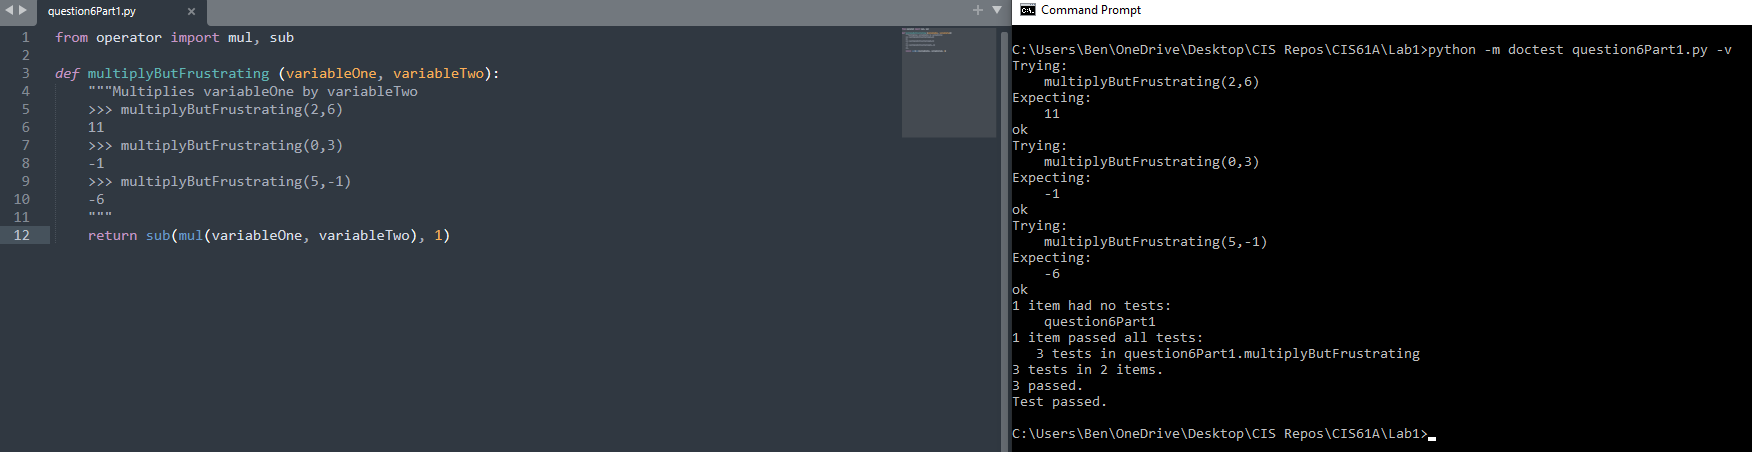 question6Part1.py
1 from operator import mul, sub
2
3 def multiplyButFrustrating (variableOne, variableTwo):
4     """Multiplies variableOne by variableTwo
5     >>> multiplyButFrustrating(2,6)
6     11
7     >>> multiplyButFrustrating(0,3)
8     -1
9     >>> multiplyButFrustrating(5,-1)
10     -6
11     """
12     return sub(mul(variableOne, variableTwo), 1)
Command Prompt
C:\Users\Ben\OneDrive\Desktop\CIS Repos\CIS61A\Lab1>python -m doctest question6Part1.py -v
Trying:
    multiplyButFrustrating(2,6)
Expecting:
    11
ok
Trying:
    multiplyButFrustrating(0,3)
Expecting:
    -1
ok
Trying:
    multiplyButFrustrating(5,-1)
Expecting:
    -6
ok
1 item had no tests:
    question6Part1
1 item passed all tests:
   3 tests in question6Part1.multiplyButFrustrating
3 tests in 2 items.
3 passed.
Test passed.
C:\Users\Ben\OneDrive\Desktop\CIS Repos\CIS61A\Lab1>